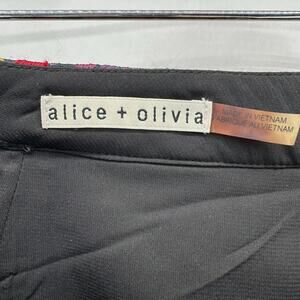 alice + olivia
MADE IN VIETNAM
FABRIQUÉ AU VIETNAM